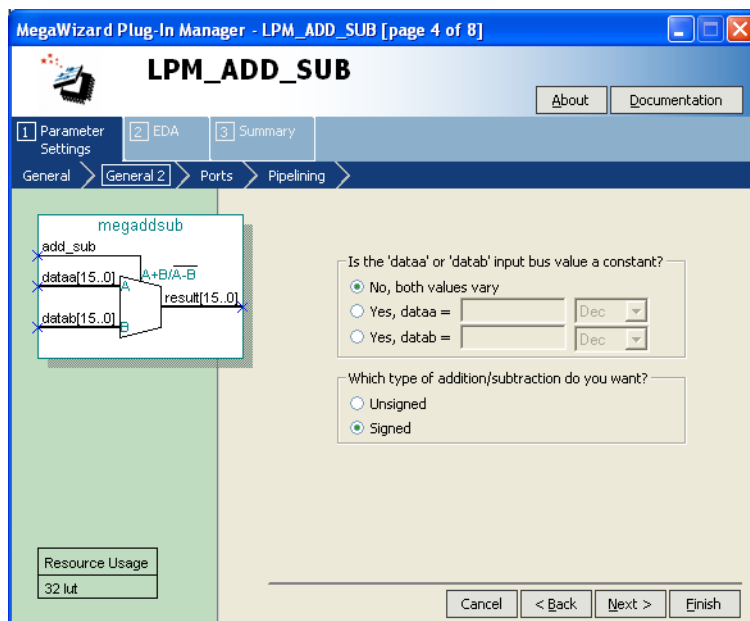 MegaWizard Plug-In Manager - LPM_ADD_SUB [page 4 of 8]
LPM_ADD_SUB
About
Documentation
1 Parameter Settings
2 EDA
3 Summary
General
General 2
Ports
Pipelining
megaddsub
add_sub
A+B/A-B
dataa[15..0]
A
result[15..0]
datab[15..0]
B
Is the 'dataa' or 'datab' input bus value a constant?
No, both values vary
Yes, dataa =
Dec
Yes, datab =
Dec
Which type of addition/subtraction do you want?
Unsigned
Signed
Resource Usage
32 lut
Cancel
< Back
Next >
Finish